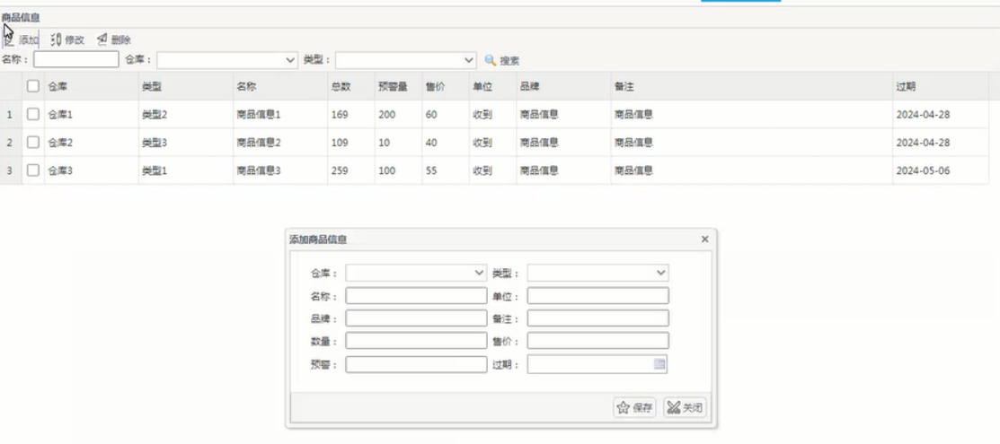 商品信息
添加 修改 删除
名称： 仓库： 类型： 搜索
仓库 类型 名称 总数 预警量 售价 单位 品牌 备注 过期
1 仓库1 类型2 商品信息1 169 200 60 收到 商品信息 商品信息 2024-04-28
2 仓库2 类型3 商品信息2 109 10 40 收到 商品信息 商品信息 2024-04-28
3 仓库3 类型1 商品信息3 259 100 55 收到 商品信息 商品信息 2024-05-06
添加商品信息
仓库： 类型：
名称： 单位：
品牌： 备注：
数量： 售价：
预警： 过期：
保存 关闭